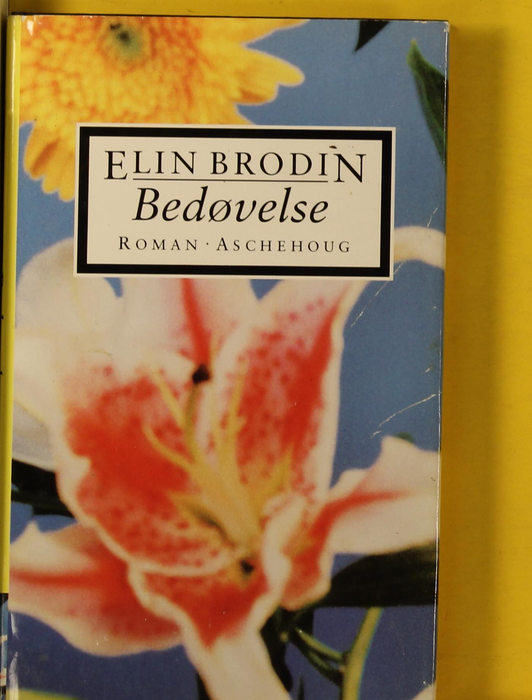 ELIN BRODIN
Bedøvelse
ROMAN · ASCHEHOUG